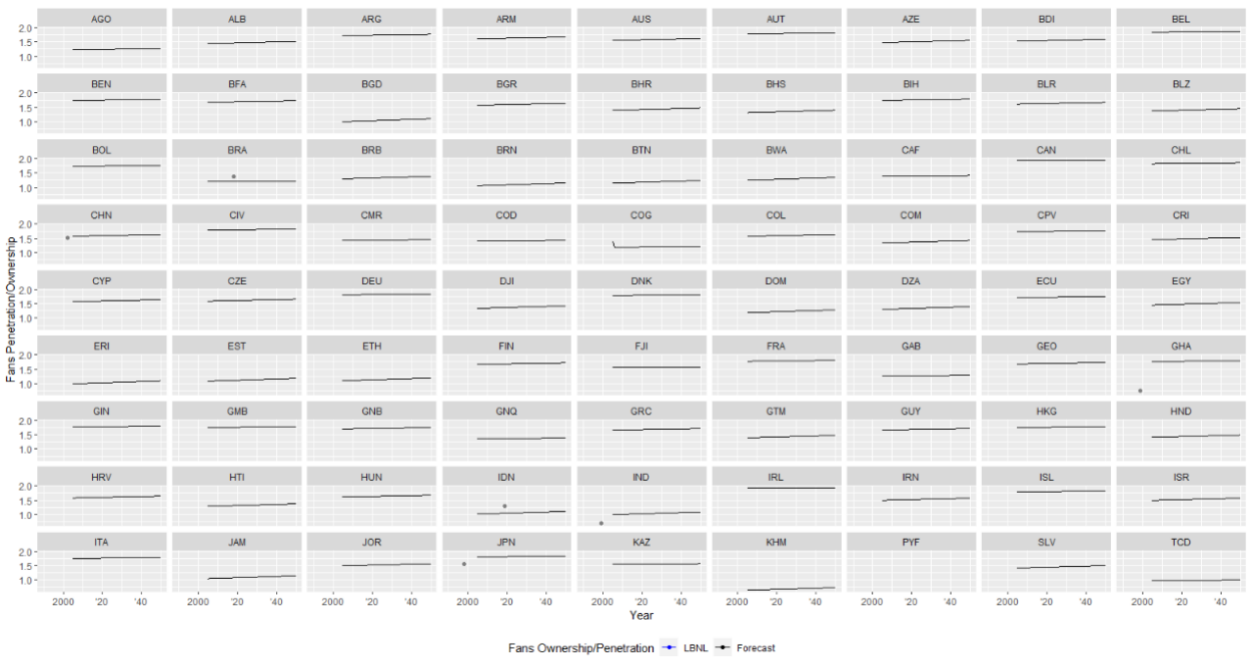 AGO ALB ARG ARM AUS AUT AZE BDI BEL
2.0
1.5
1.0
BEN BFA BGD BGR BHR BHS BIH BLR BLZ
2.0
1.5
1.0
BOL BRA BRB BRN BTN BWA CAF CAN CHL
2.0
1.5
1.0
CHN CIV CMR COD COG COL COM CPV CRI
2.0
1.5
1.0
CYP CZE DEU DJI DNK DOM DZA ECU EGY
2.0
1.5
1.0
ERI EST ETH FIN FJI FRA GAB GEO GHA
2.0
1.5
1.0
GIN GMB GNB GNQ GRC GTM GUY HKG HND
2.0
1.5
1.0
HRV HTI HUN IDN IND IRL IRN ISL ISR
2.0
1.5
1.0
ITA JAM JOR JPN KAZ KHM PYF SLV TCD
2.0
1.5
1.0
2000 '20 '40 2000 '20 '40 2000 '20 '40 2000 '20 '40 2000 '20 '40 2000 '20 '40 2000 '20 '40 2000 '20 '40 2000 '20 '40
Fans Penetration/Ownership
Year
Fans Ownership/Penetration LBNL Forecast